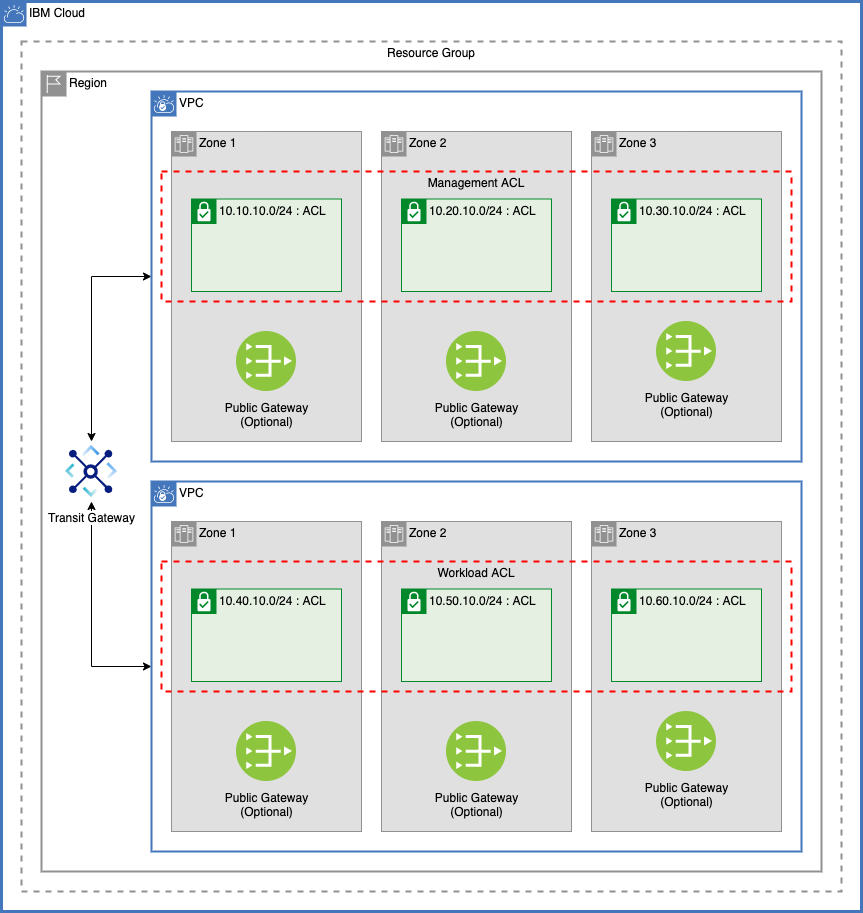 IBM Cloud
Resource Group
Region
VPC
Zone 1
Zone 2
Zone 3
Management ACL
10.10.10.0/24 : ACL
10.20.10.0/24 : ACL
10.30.10.0/24 : ACL
Public Gateway
(Optional)
Public Gateway
(Optional)
Public Gateway
(Optional)
Transit Gateway
VPC
Zone 1
Zone 2
Zone 3
Workload ACL
10.40.10.0/24 : ACL
10.50.10.0/24 : ACL
10.60.10.0/24 : ACL
Public Gateway
(Optional)
Public Gateway
(Optional)
Public Gateway
(Optional)